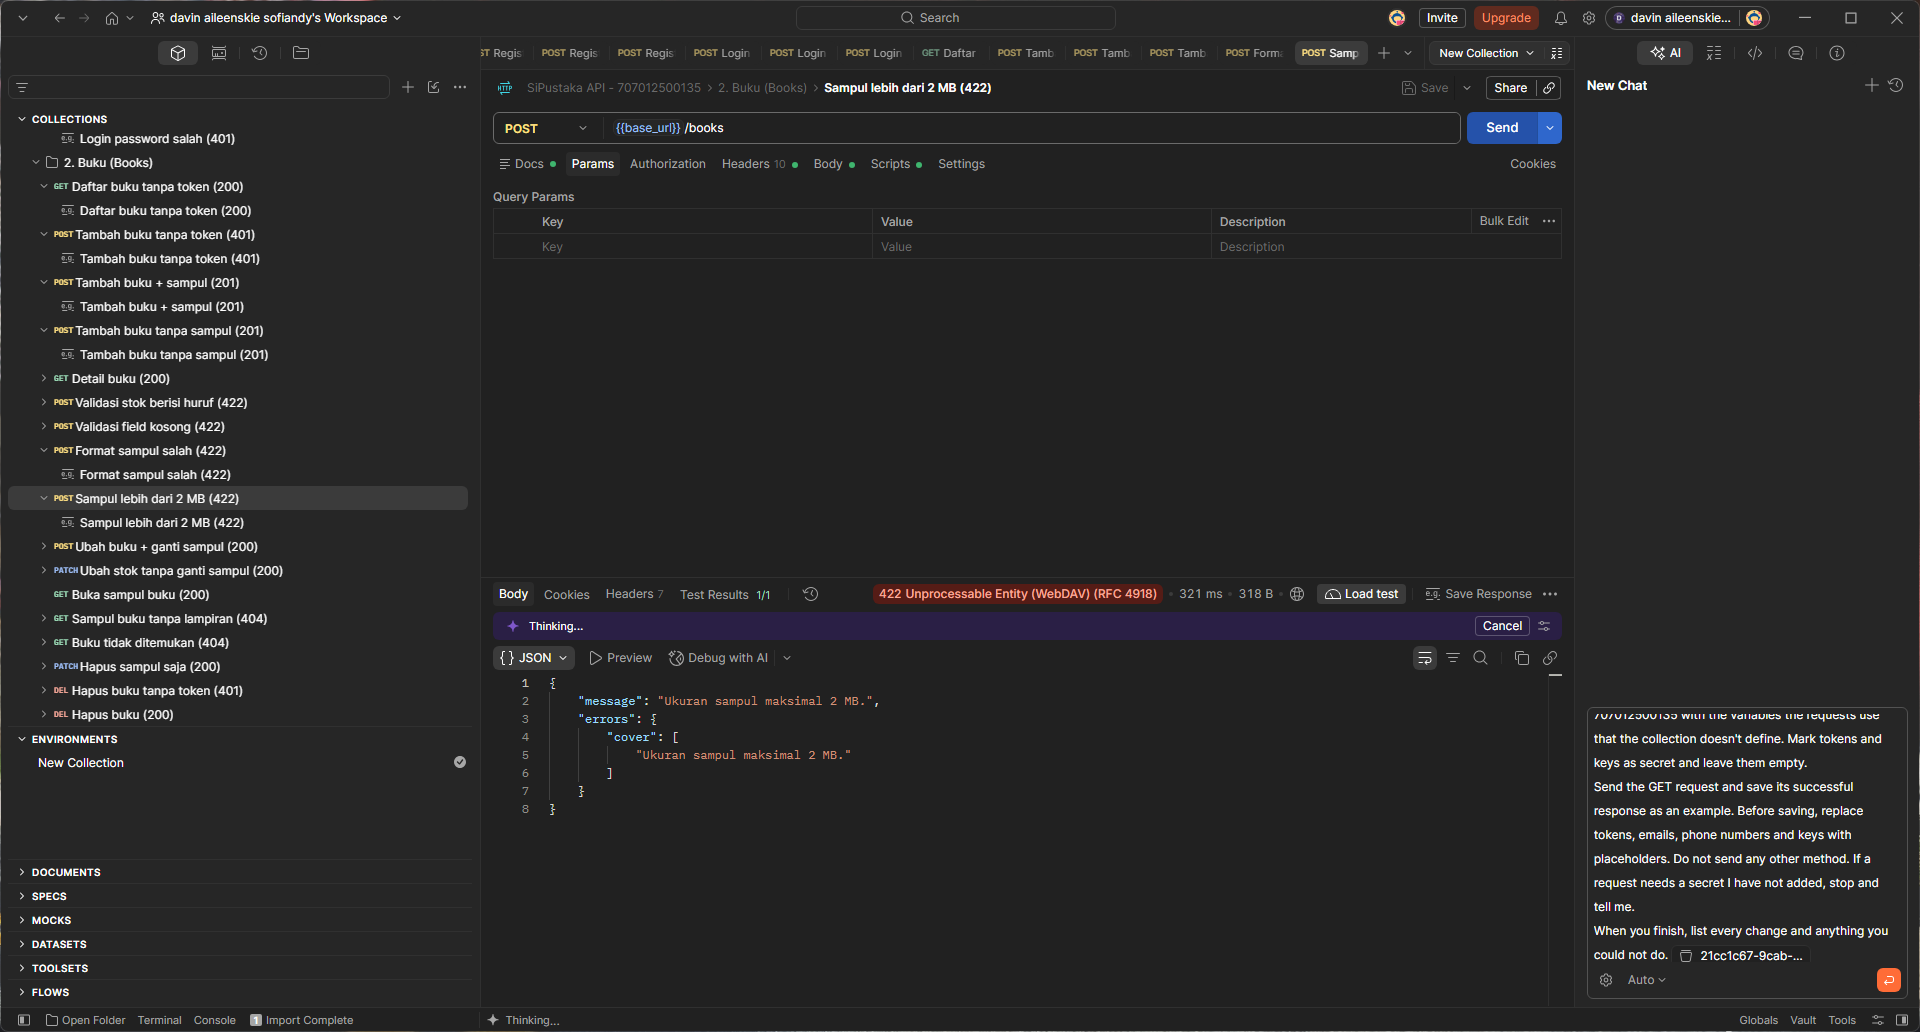 davin aileenskie sofiandy's Workspace
Search
Invite
Upgrade
D davin aileenskie...
COLLECTIONS
e.g. Login password salah (401)
2. Buku (Books)
GET Daftar buku tanpa token (200)
e.g. Daftar buku tanpa token (200)
POST Tambah buku tanpa token (401)
e.g. Tambah buku tanpa token (401)
POST Tambah buku + sampul (201)
e.g. Tambah buku + sampul (201)
POST Tambah buku tanpa sampul (201)
e.g. Tambah buku tanpa sampul (201)
GET Detail buku (200)
POST Validasi stok berisi huruf (422)
POST Validasi field kosong (422)
POST Format sampul salah (422)
e.g. Format sampul salah (422)
POST Sampul lebih dari 2 MB (422)
e.g. Sampul lebih dari 2 MB (422)
POST Ubah buku + ganti sampul (200)
PATCH Ubah stok tanpa ganti sampul (200)
GET Buka sampul buku (200)
GET Sampul buku tanpa lampiran (404)
GET Buku tidak ditemukan (404)
PATCH Hapus sampul saja (200)
DEL Hapus buku tanpa token (401)
DEL Hapus buku (200)
ENVIRONMENTS
New Collection
DOCUMENTS
SPECS
MOCKS
DATASETS
TOOLSETS
FLOWS
ST Regis POST Regis POST Regis POST Login POST Login POST Login GET Daftar POST Tamb POST Tamb POST Tamb POST Form POST Samp New Collection
HTTP SiPustaka API - 707012500135 > 2. Buku (Books) > Sampul lebih dari 2 MB (422) Save Share
POST {{base_url}} /books Send
Docs Params Authorization Headers 10 Body Scripts Settings Cookies
Query Params
Key Value Description Bulk Edit
Key Value Description
Body Cookies Headers 7 Test Results 1/1 422 Unprocessable Entity (WebDAV) (RFC 4918) 321 ms 318 B Load test e.g. Save Response
Thinking... Cancel
{} JSON Preview Debug with AI
1 {
2 "message": "Ukuran sampul maksimal 2 MB.",
3 "errors": {
4 "cover": [
5 "Ukuran sampul maksimal 2 MB."
6 ]
7 }
8 }
AI
New Chat
707012500135 with the variables the requests use
that the collection doesn't define. Mark tokens and
keys as secret and leave them empty.
Send the GET request and save its successful
response as an example. Before saving, replace
tokens, emails, phone numbers and keys with
placeholders. Do not send any other method. If a
request needs a secret I have not added, stop and
tell me.
When you finish, list every change and anything you
could not do. 21cc1c67-9cab-...
Auto
Open Folder Terminal Console 1 Import Complete Thinking... Globals Vault Tools